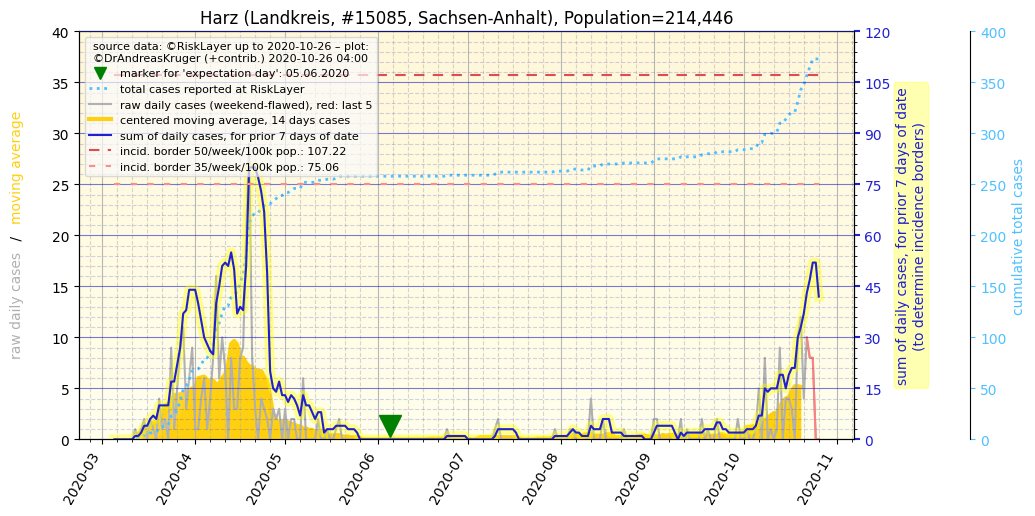 Harz (Landkreis, #15085, Sachsen-Anhalt), Population=214,446
source data: ©RiskLayer up to 2020-10-26 – plot:
©DrAndreasKruger (+contrib.) 2020-10-26 04:00
marker for 'expectation day': 05.06.2020
total cases reported at RiskLayer
raw daily cases (weekend-flawed), red: last 5
centered moving average, 14 days cases
sum of daily cases, for prior 7 days of date
incid. border 50/week/100k pop.: 107.22
incid. border 35/week/100k pop.: 75.06
raw daily cases / moving average
40
35
30
25
20
15
10
5
0
120
105
90
75
60
45
30
15
0
sum of daily cases, for prior 7 days of date
(to determine incidence borders)
400
350
300
250
200
150
100
50
0
cumulative total cases
2020-03
2020-04
2020-05
2020-06
2020-07
2020-08
2020-09
2020-10
2020-11